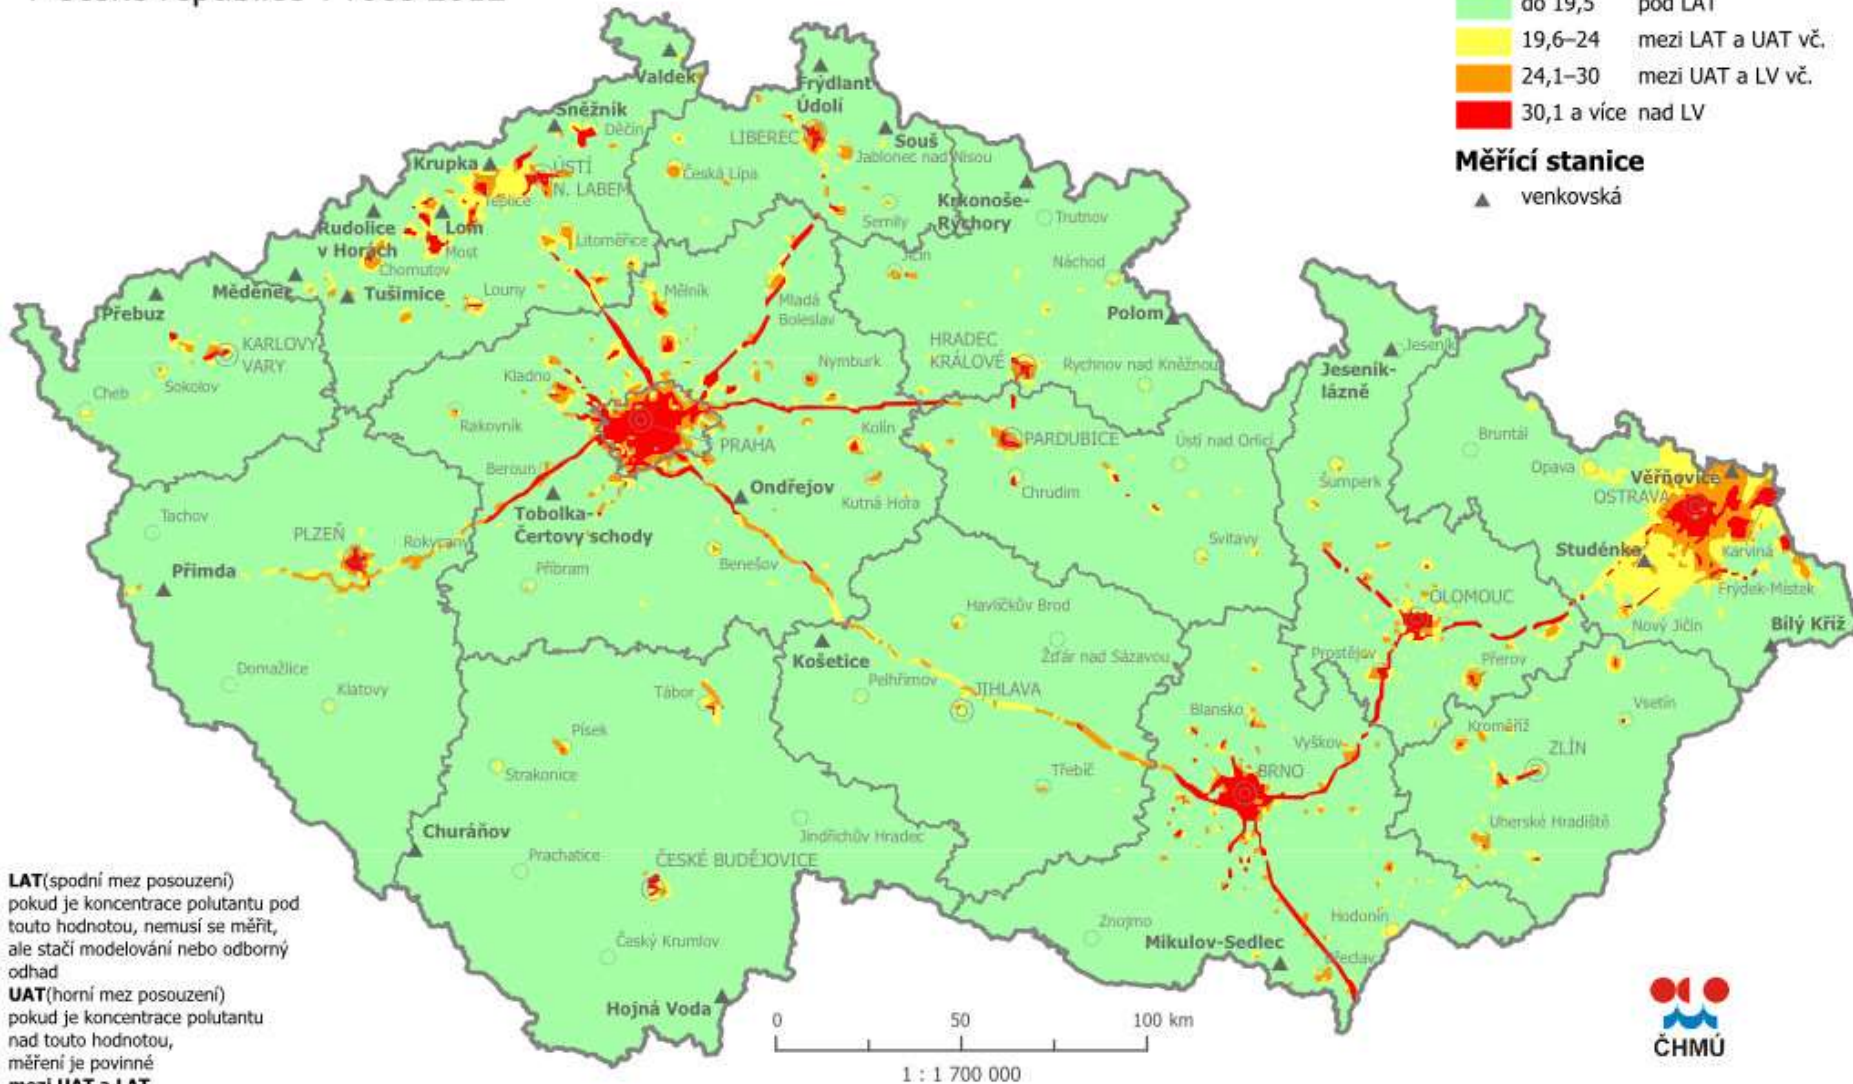 do 19,5 pod LAT
19,6–24 mezi LAT a UAT vč.
24,1–30 mezi UAT a LV vč.
30,1 a více nad LV
Měřící stanice
venkovská
Valdek
Frýdlant
Údolí
Sněžník
Děčín
LIBEREC
Souš
Jablonec nad Nisou
Krupka
ÚSTÍ
N. LABEM
Teplice
Česká Lípa
Semily
Krkonoše-
Rýchory
Trutnov
Rudolice
v Horách
Lom
Most
Litoměřice
Chomutov
Jičín
Náchod
Měděnec
Tušimice
Louny
Mělník
Mladá
Boleslav
Přebuz
Polom
KARLOVY
VARY
HRADEC
KRÁLOVÉ
Rychnov nad Kněžnou
Nymburk
Kladno
Cheb
Sokolov
Jeseník
Jeseník-
lázně
Rakovník
PRAHA
Kolín
PARDUBICE
Ústí nad Orlicí
Bruntál
Opava
Věřňovice
OSTRAVA
Beroun
Ondřejov
Kutná Hora
Chrudim
Šumperk
Tachov
PLZEŇ
Rokycany
Tobolka-
Čertovy schody
Svitavy
Studénka
Karviná
Přimda
Příbram
Benešov
Frýdek-Místek
Havlíčkův Brod
OLOMOUC
Nový Jičín
Bílý Kříž
Košetice
Žďár nad Sázavou
Prostějov
Přerov
Domažlice
Klatovy
Tábor
Pelhřimov
JIHLAVA
Blansko
Vsetín
Písek
Vyškov
Kroměříž
ZLÍN
Strakonice
Třebíč
BRNO
Churáňov
Jindřichův Hradec
Uherské Hradiště
Prachatice
ČESKÉ BUDĚJOVICE
Český Krumlov
Znojmo
Hodonín
Mikulov-Sedlec
Břeclav
Hojná Voda
LAT(spodní mez posouzení)
pokud je koncentrace polutantu pod
touto hodnotou, nemusí se měřit,
ale stačí modelování nebo odborný
odhad
UAT(horní mez posouzení)
pokud je koncentrace polutantu
nad touto hodnotou,
měření je povinné
mezi UAT a LAT
0 50 100 km
1 : 1 700 000
ČHMÚ